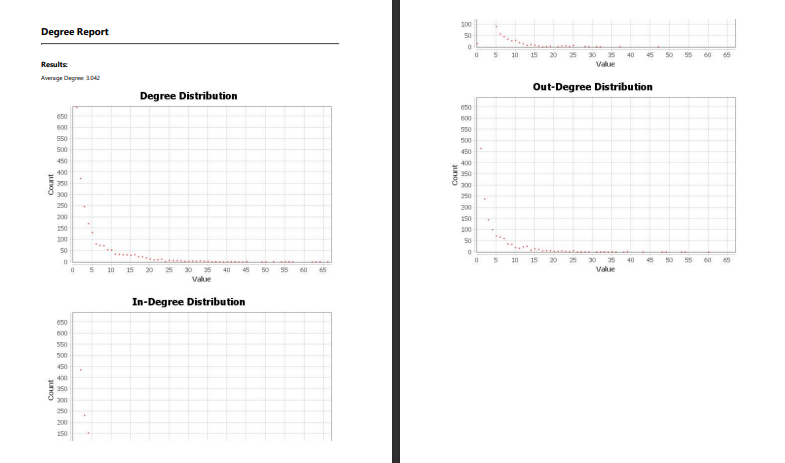 Degree Report
Results:
Average Degree: 3.042
Degree Distribution
650
600
550
500
450
400
350
300
250
200
150
100
50
0
Count
0 5 10 15 20 25 30 35 40 45 50 55 60 65
Value
In-Degree Distribution
650
600
550
500
450
400
350
300
250
200
150
Count
100
50
0
0 5 10 15 20 25 30 35 40 45 50 55 60 65
Value
Out-Degree Distribution
650
600
550
500
450
400
350
300
250
200
150
100
50
0
Count
0 5 10 15 20 25 30 35 40 45 50 55 60 65
Value